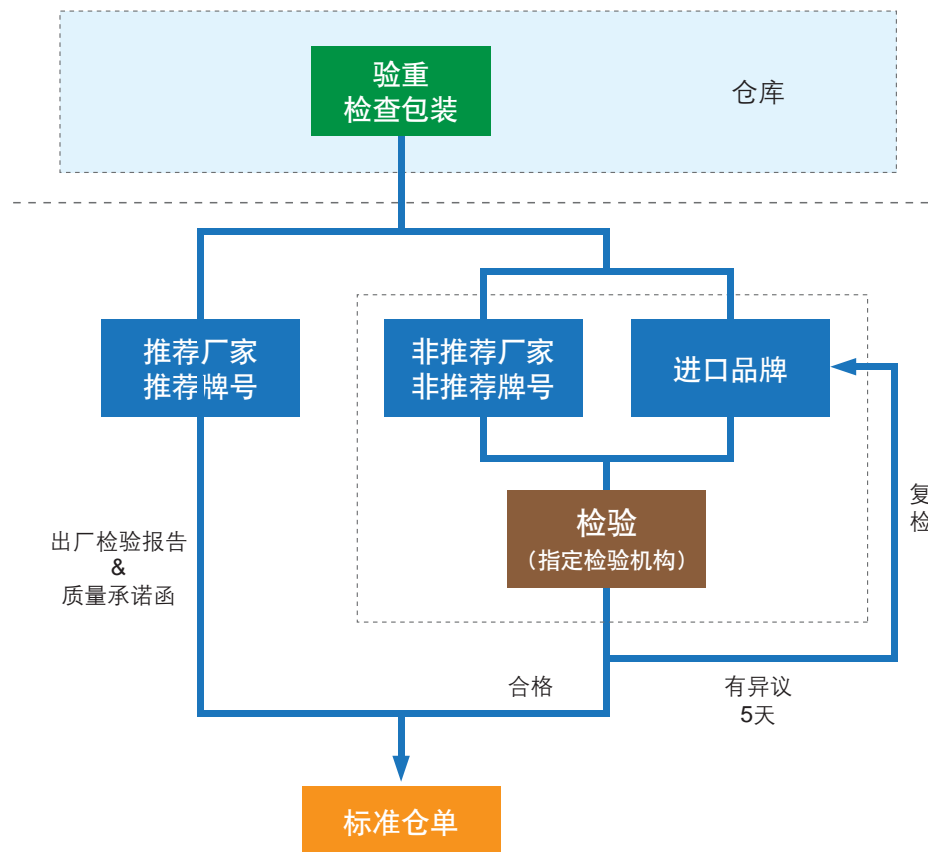 验重
检查包装
仓库
推荐厂家
推荐牌号
非推荐厂家
非推荐牌号
进口品牌
检验
（指定检验机构）
复
检
出厂检验报告
&
质量承诺函
合格
有异议
5天
标准仓单